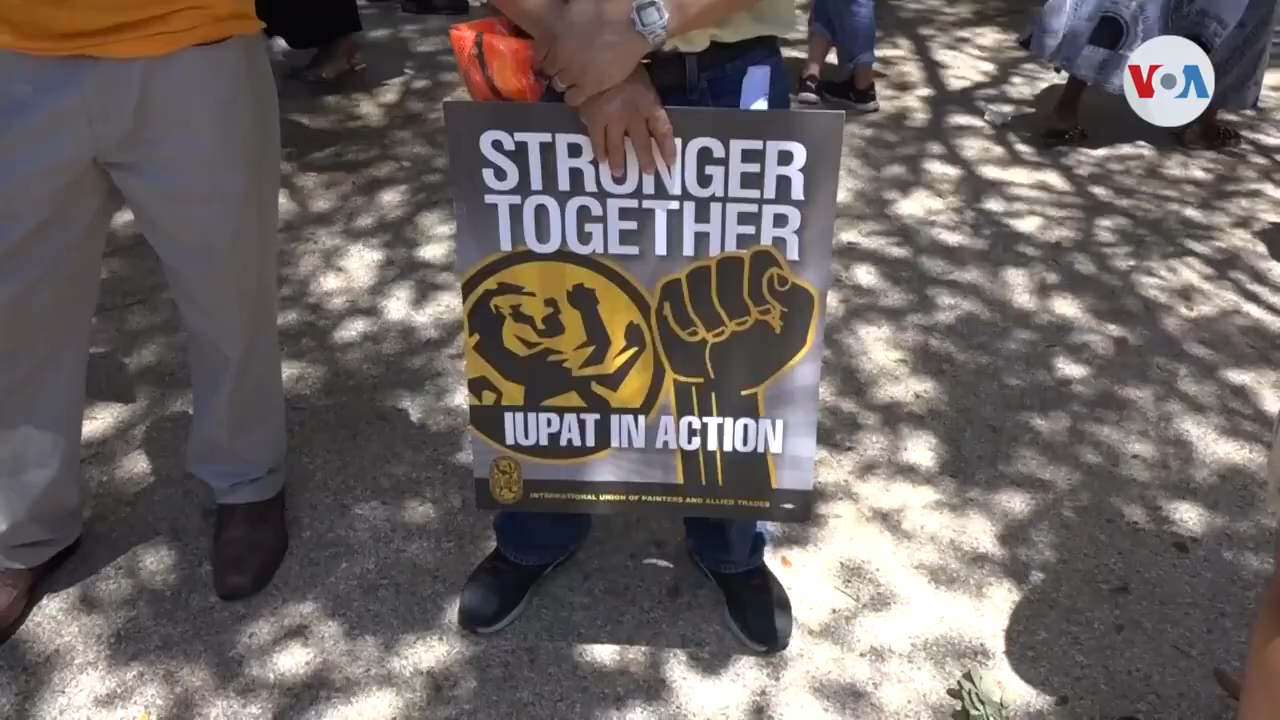 VOA
STRONGER
TOGETHER
IUPAT IN ACTION
INTERNATIONAL UNION OF PAINTERS AND ALLIED TRADES